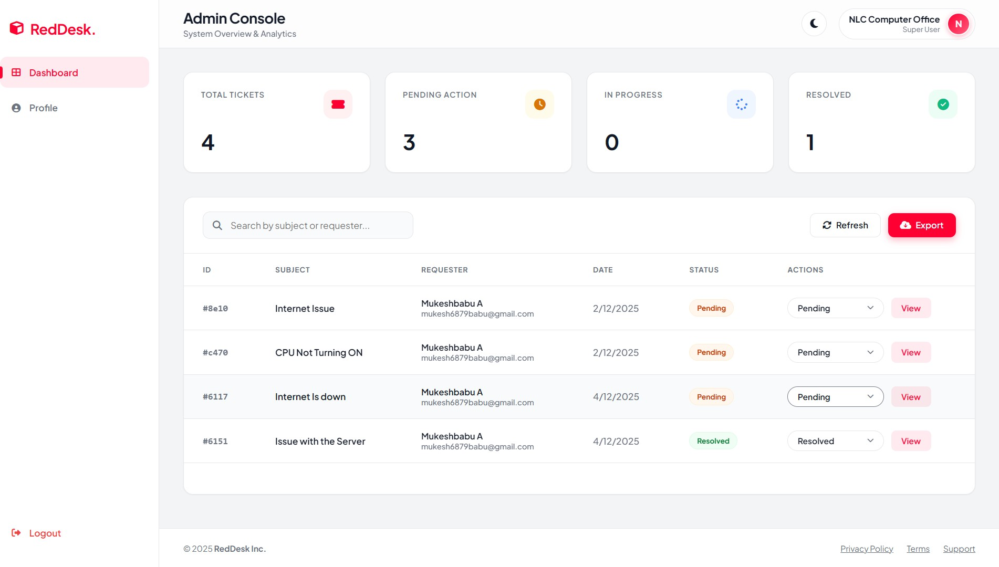 RedDesk.
Dashboard
Profile
Logout
Admin Console
System Overview & Analytics
NLC Computer Office
Super User
N
TOTAL TICKETS
4
PENDING ACTION
3
IN PROGRESS
0
RESOLVED
1
Search by subject or requester...
Refresh
Export
ID SUBJECT REQUESTER DATE STATUS ACTIONS
#8e10 Internet Issue Mukeshbabu A 2/12/2025 Pending Pending View
mukesh6879babu@gmail.com
#c470 CPU Not Turning ON Mukeshbabu A 2/12/2025 Pending Pending View
mukesh6879babu@gmail.com
#6117 Internet Is down Mukeshbabu A 4/12/2025 Pending Pending View
mukesh6879babu@gmail.com
#6151 Issue with the Server Mukeshbabu A 4/12/2025 Resolved Resolved View
mukesh6879babu@gmail.com
© 2025 RedDesk Inc.
Privacy Policy Terms Support